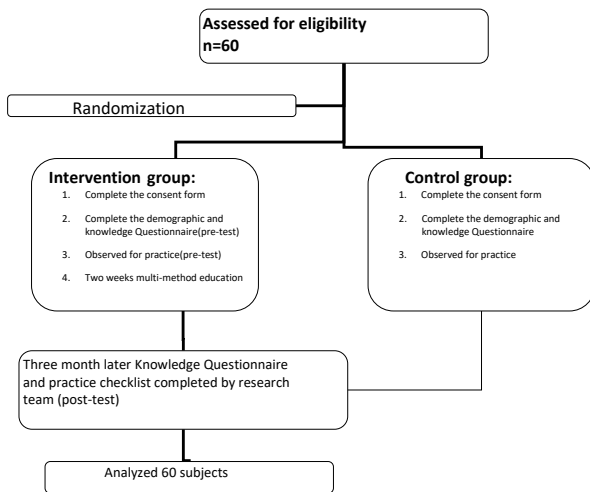 Assessed for eligibility
n=60
Randomization
Intervention group:
1. Complete the consent form
2. Complete the demographic and
knowledge Questionnaire(pre-test)
3. Observed for practice(pre-test)
4. Two weeks multi-method education
Control group:
1. Complete the consent form
2. Complete the demographic and
knowledge Questionnaire
3. Observed for practice
Three month later Knowledge Questionnaire
and practice checklist completed by research
team (post-test)
Analyzed 60 subjects